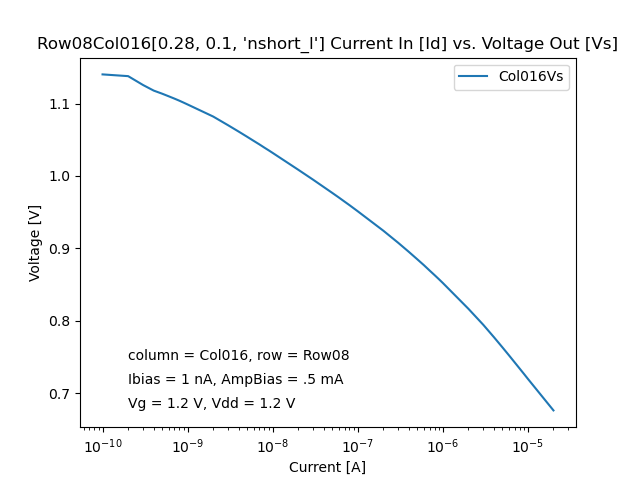 Row08Col016[0.28, 0.1, 'nshort_l'] Current In [Id] vs. Voltage Out [Vs]
Col016Vs
1.1
1.0
0.9
0.8
0.7
Voltage [V]
column = Col016, row = Row08
Ibias = 1 nA, AmpBias = .5 mA
Vg = 1.2 V, Vdd = 1.2 V
10⁻¹⁰ 10⁻⁹ 10⁻⁸ 10⁻⁷ 10⁻⁶ 10⁻⁵
Current [A]